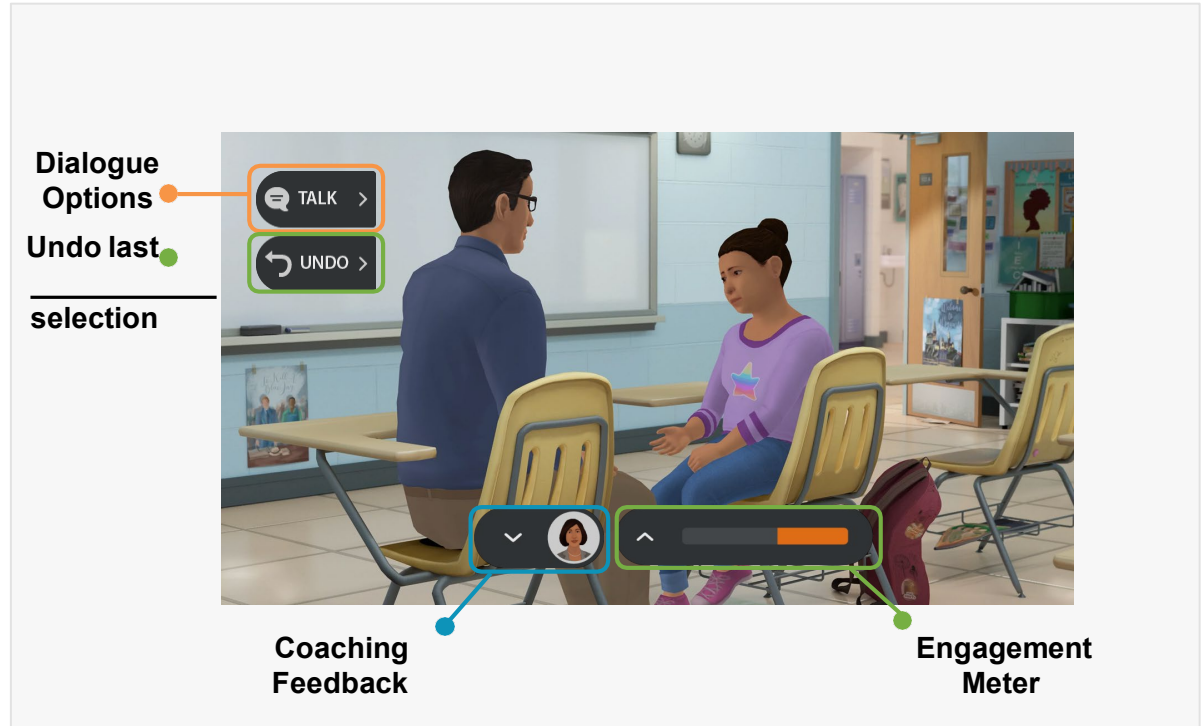 Dialogue
Options
TALK
Undo last
UNDO
selection
Coaching
Feedback
Engagement
Meter